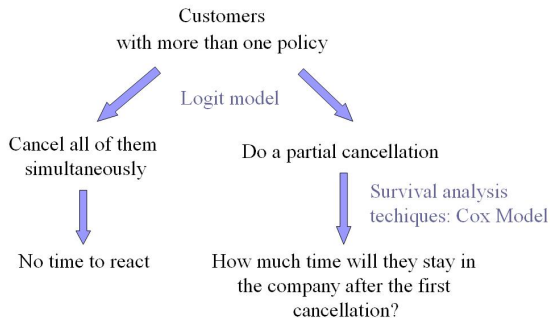 Customers
with more than one policy
Logit model
Cancel all of them
simultaneously
Do a partial cancellation
Survival analysis
techiques: Cox Model
No time to react
How much time will they stay in
the company after the first
cancellation?